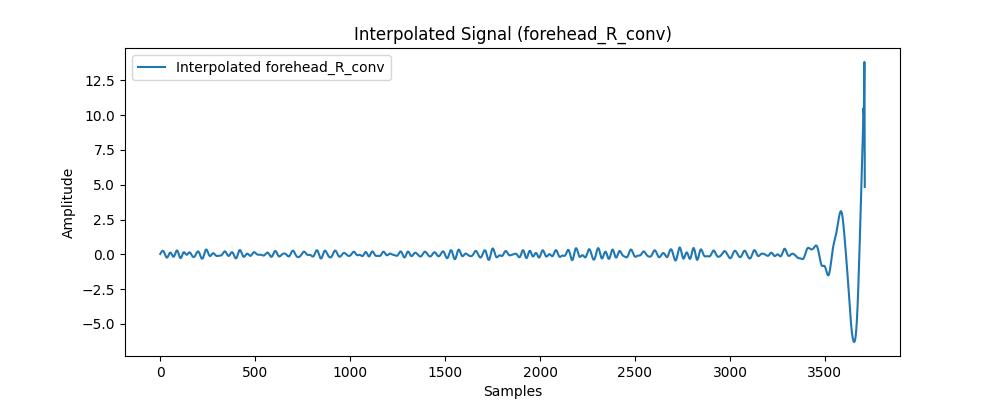 Interpolated Signal (forehead_R_conv)
Interpolated forehead_R_conv
12.5
10.0
7.5
5.0
2.5
0.0
−2.5
−5.0
Amplitude
0 500 1000 1500 2000 2500 3000 3500
Samples